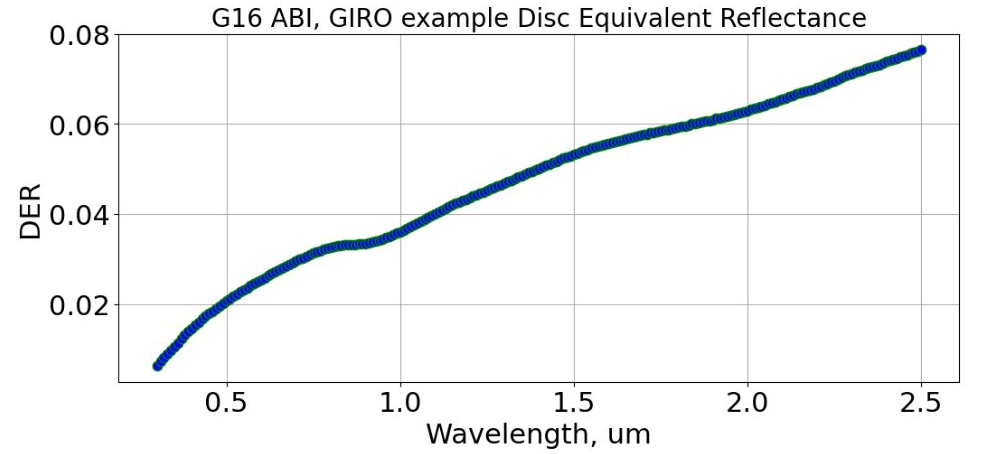 G16 ABI, GIRO example Disc Equivalent Reflectance
DER
0.08
0.06
0.04
0.02
0.5 1.0 1.5 2.0 2.5
Wavelength, um